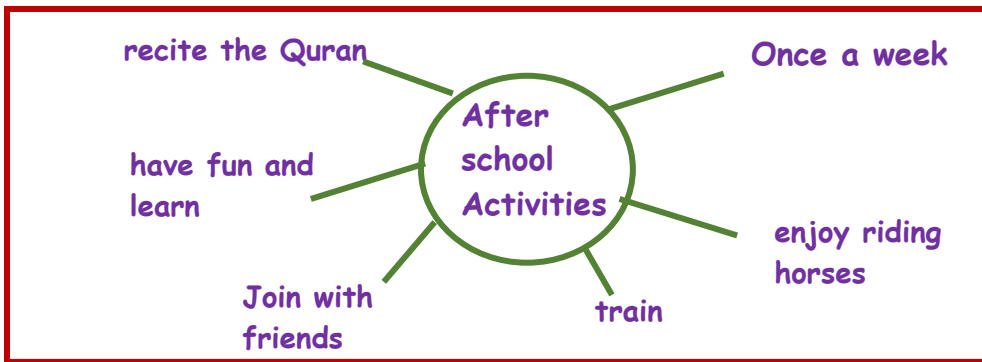 recite the Quran
Once a week
After
school
Activities
have fun and
learn
enjoy riding
horses
Join with
friends
train